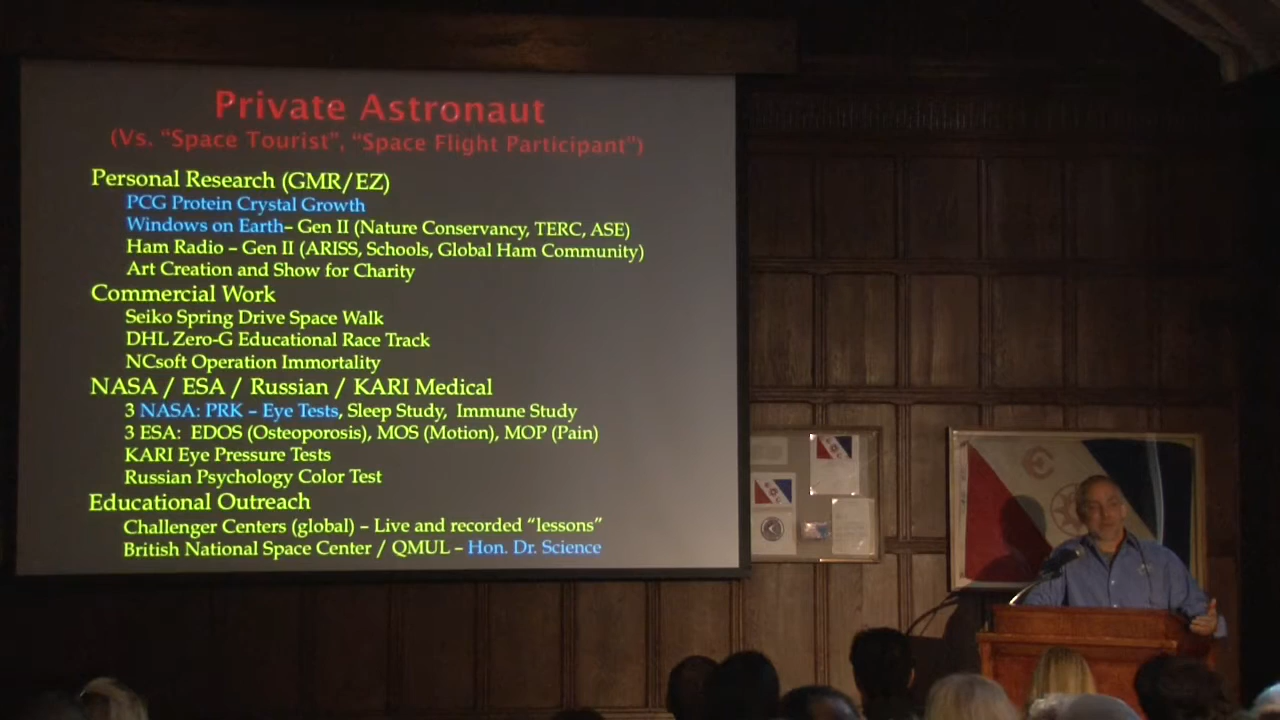 Private Astronaut
(Vs. “Space Tourist”, “Space Flight Participant”)
Personal Research (GMR/EZ)
PCG Protein Crystal Growth
Windows on Earth– Gen II (Nature Conservancy, TERC, ASE)
Ham Radio – Gen II (ARISS, Schools, Global Ham Community)
Art Creation and Show for Charity
Commercial Work
Seiko Spring Drive Space Walk
DHL Zero-G Educational Race Track
NCsoft Operation Immortality
NASA / ESA / Russian / KARI Medical
3 NASA: PRK – Eye Tests, Sleep Study, Immune Study
3 ESA: EDOS (Osteoporosis), MOS (Motion), MOP (Pain)
KARI Eye Pressure Tests
Russian Psychology Color Test
Educational Outreach
Challenger Centers (global) – Live and recorded “lessons”
British National Space Center / QMUL – Hon. Dr. Science